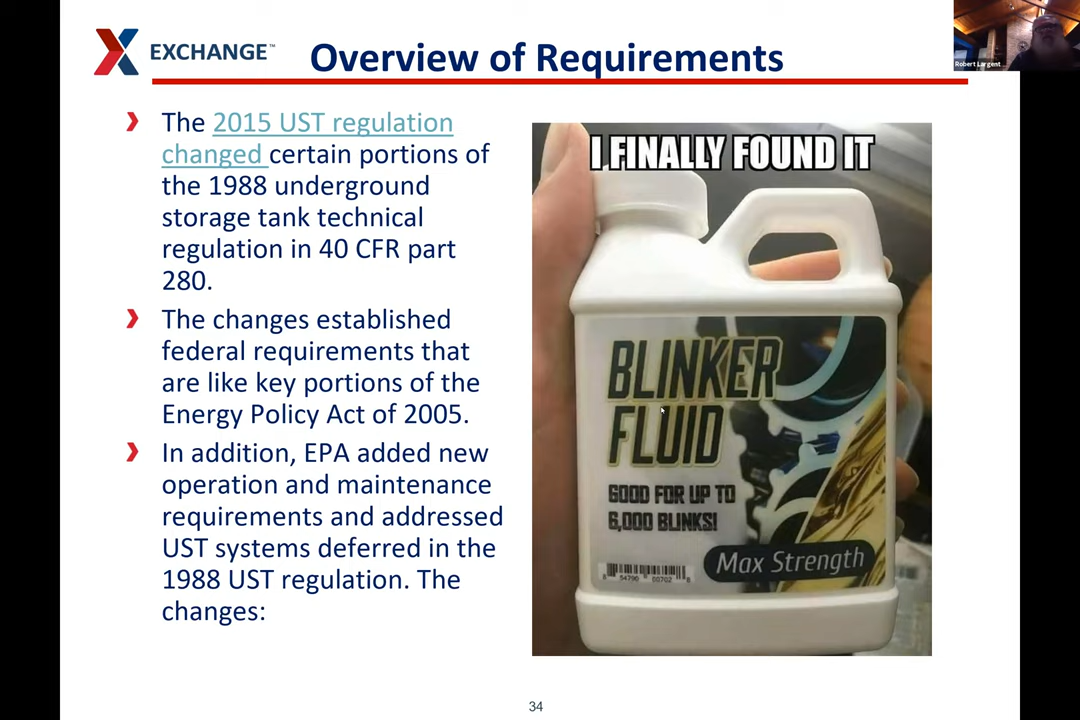 EXCHANGE™
Overview of Requirements
Robert Largent
The 2015 UST regulation
changed certain portions of
the 1988 underground
storage tank technical
regulation in 40 CFR part
280.
The changes established
federal requirements that
are like key portions of the
Energy Policy Act of 2005.
In addition, EPA added new
operation and maintenance
requirements and addressed
UST systems deferred in the
1988 UST regulation. The
changes:
I FINALLY FOUND IT
BLINKER
FLUID
GOOD FOR UP TO
6,000 BLINKS!
Max Strength
34